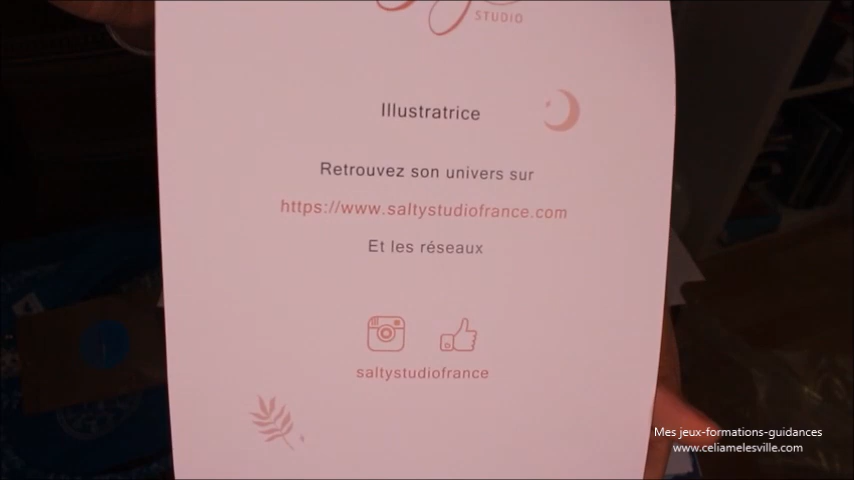 STUDIO
Illustratrice
Retrouvez son univers sur
https://www.saltystudiofrance.com
Et les réseaux
saltystudiofrance
Mes jeux-formations-guidances
www.celiamelesville.com